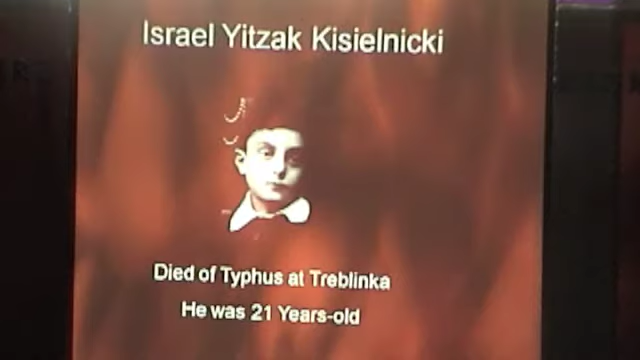 Israel Yitzak Kisielnicki
Died of Typhus at Treblinka
He was 21 Years-old